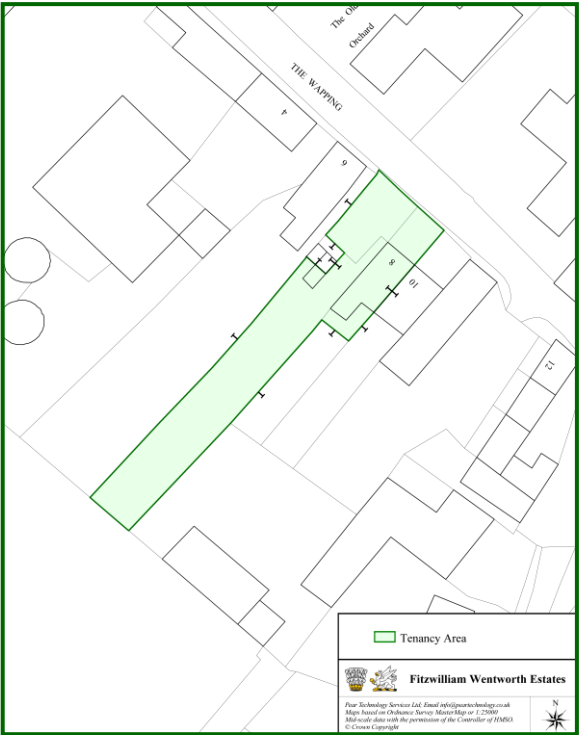 The Old
Orchard
THE WAPPING
4
6
8
10
12
Tenancy Area
Fitzwilliam Wentworth Estates
Pear Technology Services Ltd; Email info@peartechnology.co.uk
Maps based on Ordnance Survey MasterMap or 1:25000
Mid-scale data with the permission of the Controller of HMSO.
© Crown Copyright
N